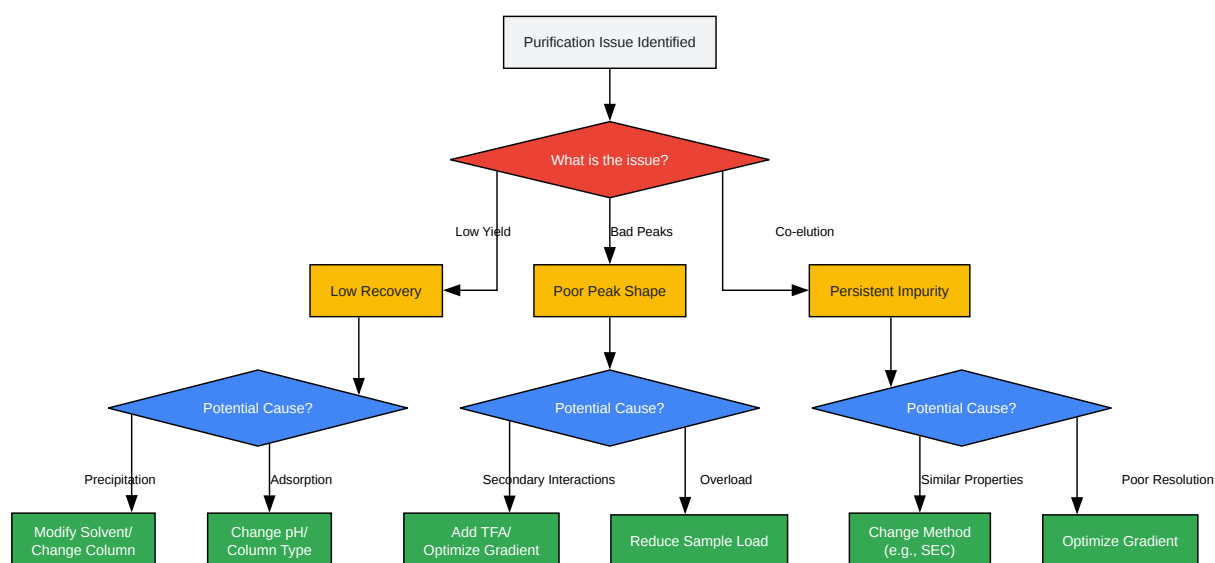 Purification Issue Identified
What is the issue?
Low Yield
Bad Peaks
Co-elution
Low Recovery
Poor Peak Shape
Persistent Impurity
Potential Cause?
Potential Cause?
Potential Cause?
Precipitation
Adsorption
Secondary Interactions
Overload
Similar Properties
Poor Resolution
Modify Solvent/
Change Column
Change pH/
Column Type
Add TFA/
Optimize Gradient
Reduce Sample Load
Change Method
(e.g., SEC)
Optimize Gradient